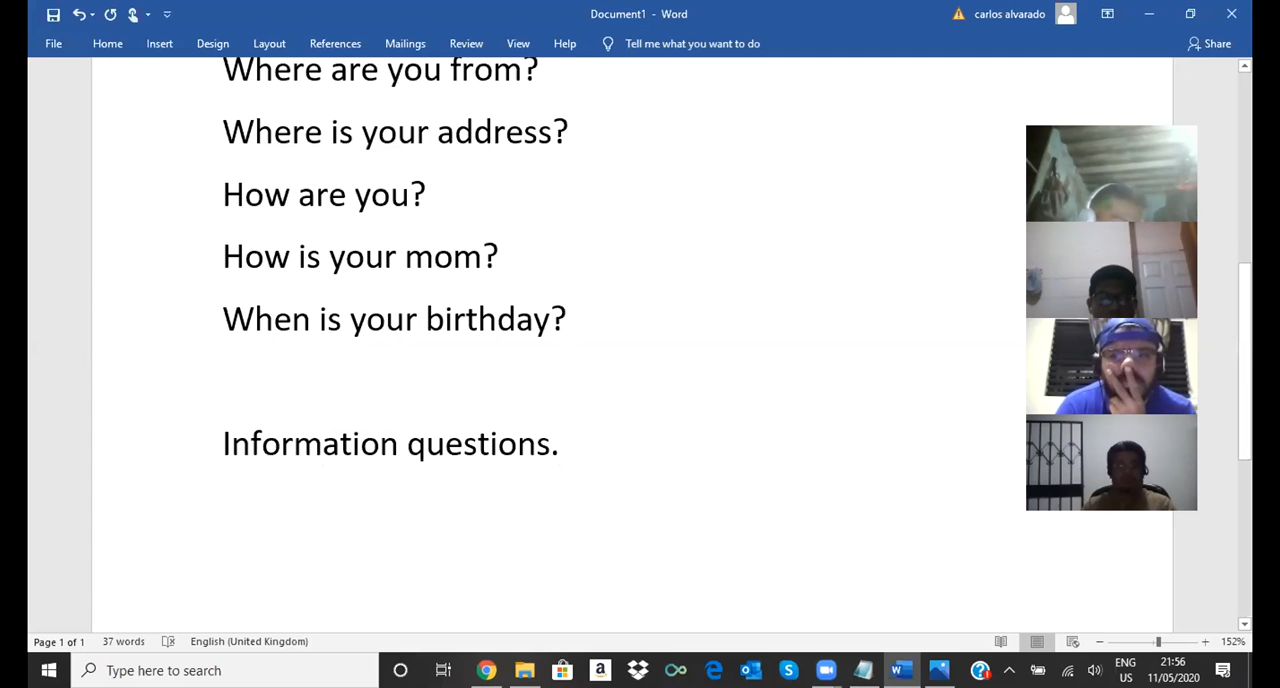 Document1 - Word
carlos alvarado
File Home Insert Design Layout References Mailings Review View Help Tell me what you want to do Share
Where are you from?
Where is your address?
How are you?
How is your mom?
When is your birthday?
Information questions.
Page 1 of 1 37 words English (United Kingdom) 152%
Type here to search
ENG
US
21:56
11/05/2020